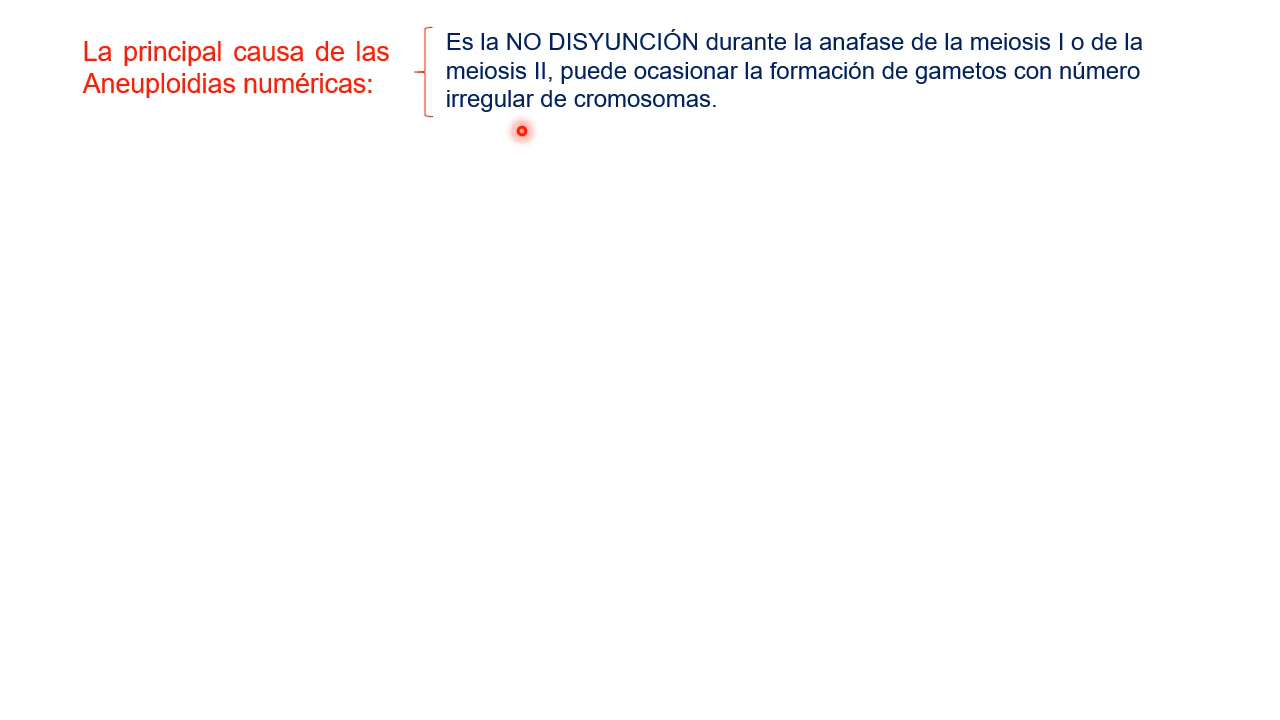 La principal causa de las
Aneuploidias numéricas:
Es la NO DISYUNCIÓN durante la anafase de la meiosis I o de la
meiosis II, puede ocasionar la formación de gametos con número
irregular de cromosomas.